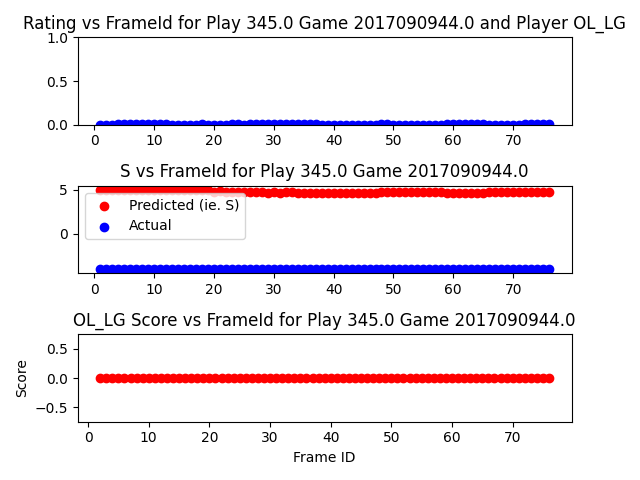 Rating vs FrameId for Play 345.0 Game 2017090944.0 and Player OL_LG
1.0
0.5
0.0
0 10 20 30 40 50 60 70
S vs FrameId for Play 345.0 Game 2017090944.0
5
0
Predicted (ie. S)
Actual
0 10 20 30 40 50 60 70
OL_LG Score vs FrameId for Play 345.0 Game 2017090944.0
Score
0.5
0.0
−0.5
0 10 20 30 40 50 60 70
Frame ID